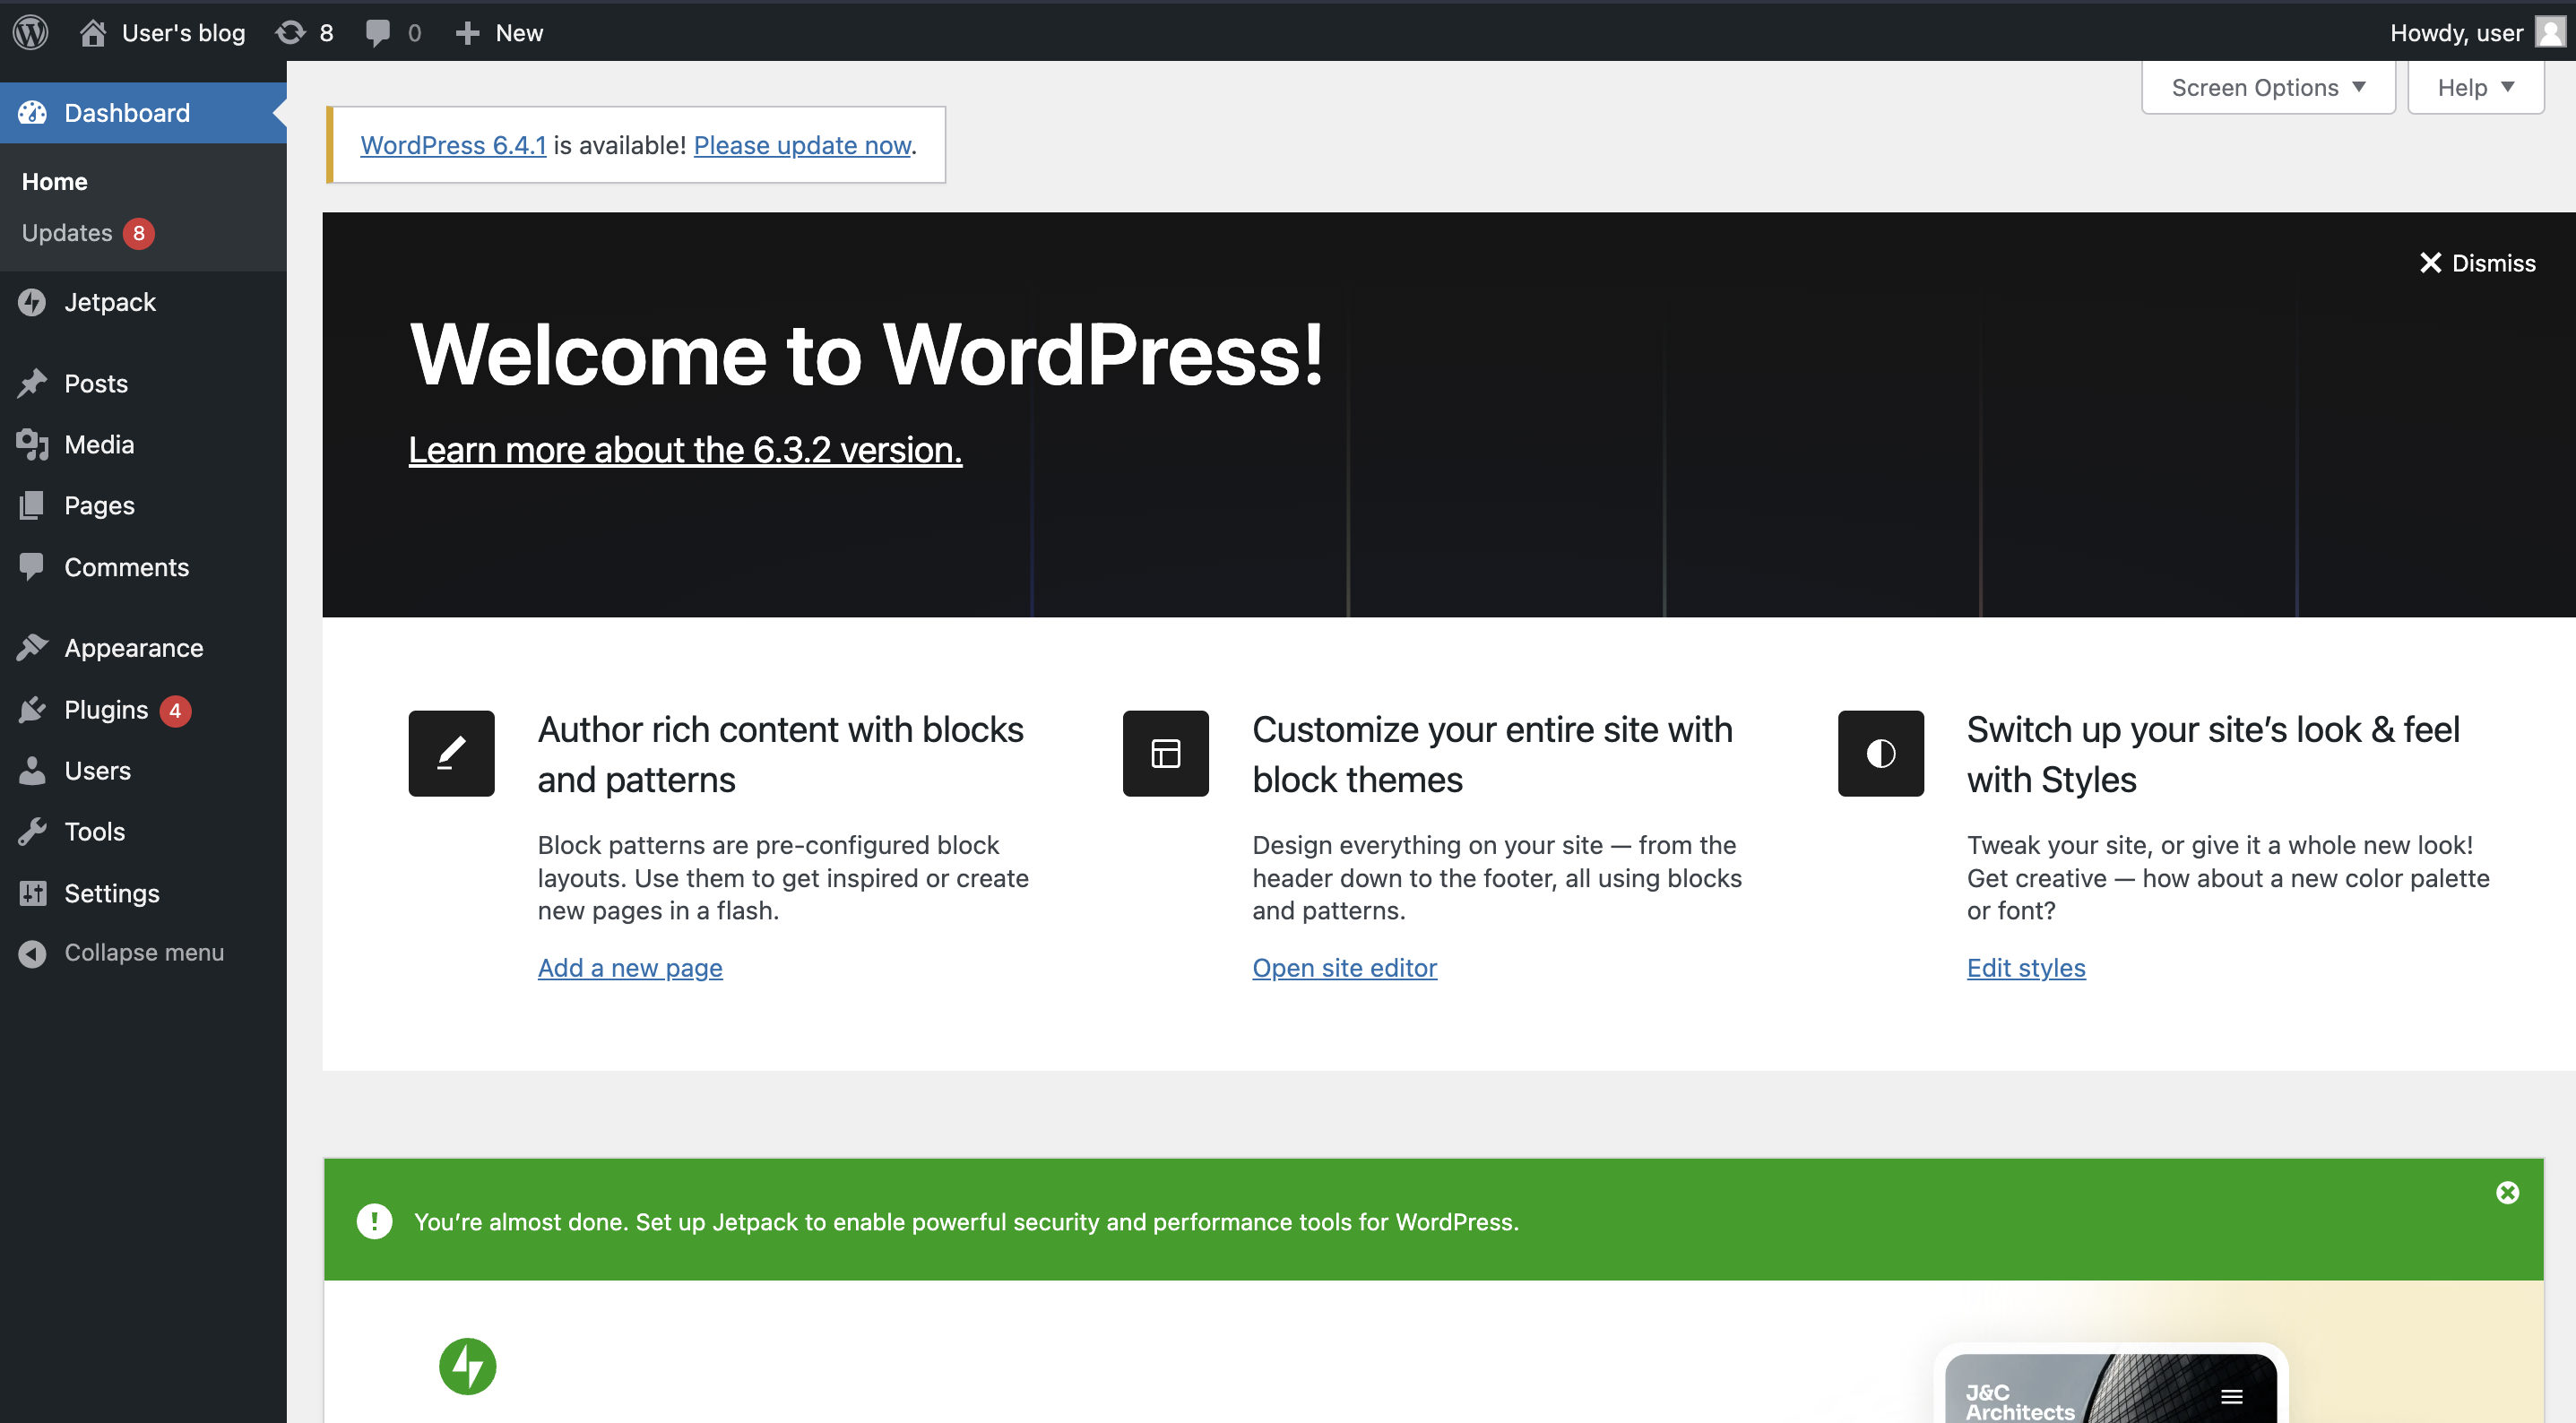 User's blog 8 0 New Howdy, user
Dashboard
Home
Updates 8
Jetpack
Posts
Media
Pages
Comments
Appearance
Plugins 4
Users
Tools
Settings
Collapse menu
Screen Options Help
WordPress 6.4.1 is available! Please update now.
Dismiss
Welcome to WordPress!
Learn more about the 6.3.2 version.
Author rich content with blocks
and patterns
Block patterns are pre-configured block
layouts. Use them to get inspired or create
new pages in a flash.
Add a new page
Customize your entire site with
block themes
Design everything on your site — from the
header down to the footer, all using blocks
and patterns.
Open site editor
Switch up your site’s look & feel
with Styles
Tweak your site, or give it a whole new look!
Get creative — how about a new color palette
or font?
Edit styles
You’re almost done. Set up Jetpack to enable powerful security and performance tools for WordPress.
J&C
Architects